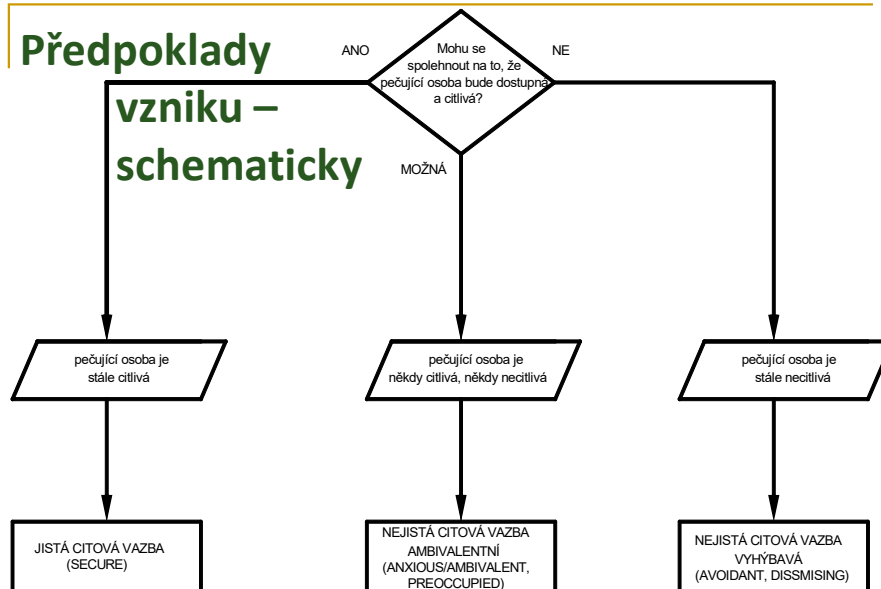 Předpoklady
vzniku –
schematicky
ANO
Mohu se
spolehnout na to, že
pečující osoba bude dostupná
a citlivá?
NE
MOŽNÁ
pečující osoba je
stále citlivá
pečující osoba je
někdy citlivá, někdy necitlivá
pečující osoba je
stále necitlivá
JISTÁ CITOVÁ VAZBA
(SECURE)
NEJISTÁ CITOVÁ VAZBA
AMBIVALENTNÍ
(ANXIOUS/AMBIVALENT,
PREOCCUPIED)
NEJISTÁ CITOVÁ VAZBA
VYHÝBAVÁ
(AVOIDANT, DISSMISING)